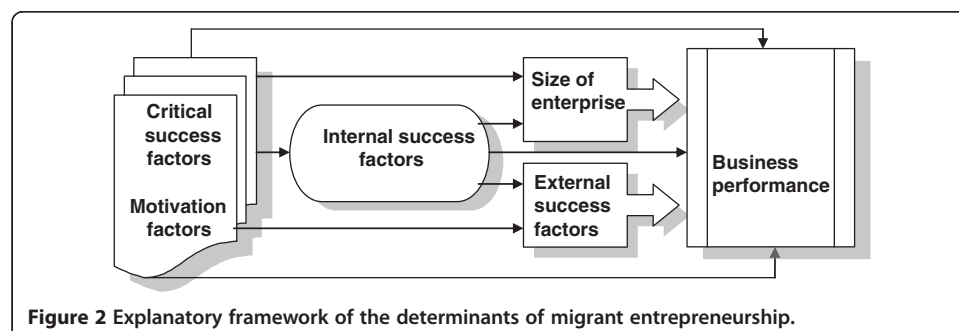 Critical
success
factors
Motivation
factors
Internal success
factors
Size of
enterprise
External
success
factors
Business
performance
Figure 2 Explanatory framework of the determinants of migrant entrepreneurship.